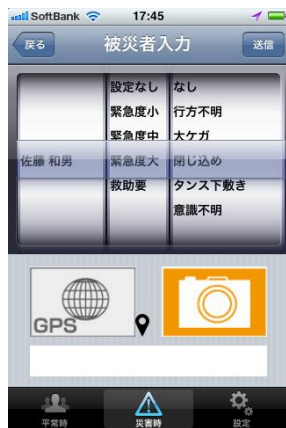 SoftBank 17:45
戻る 被災者入力 送信
設定なし なし
緊急度小 行方不明
緊急度中 大ケガ
佐藤 和男 緊急度大 閉じ込め
救助要 タンス下敷き
意識不明
GPS
平常時 災害時 設定